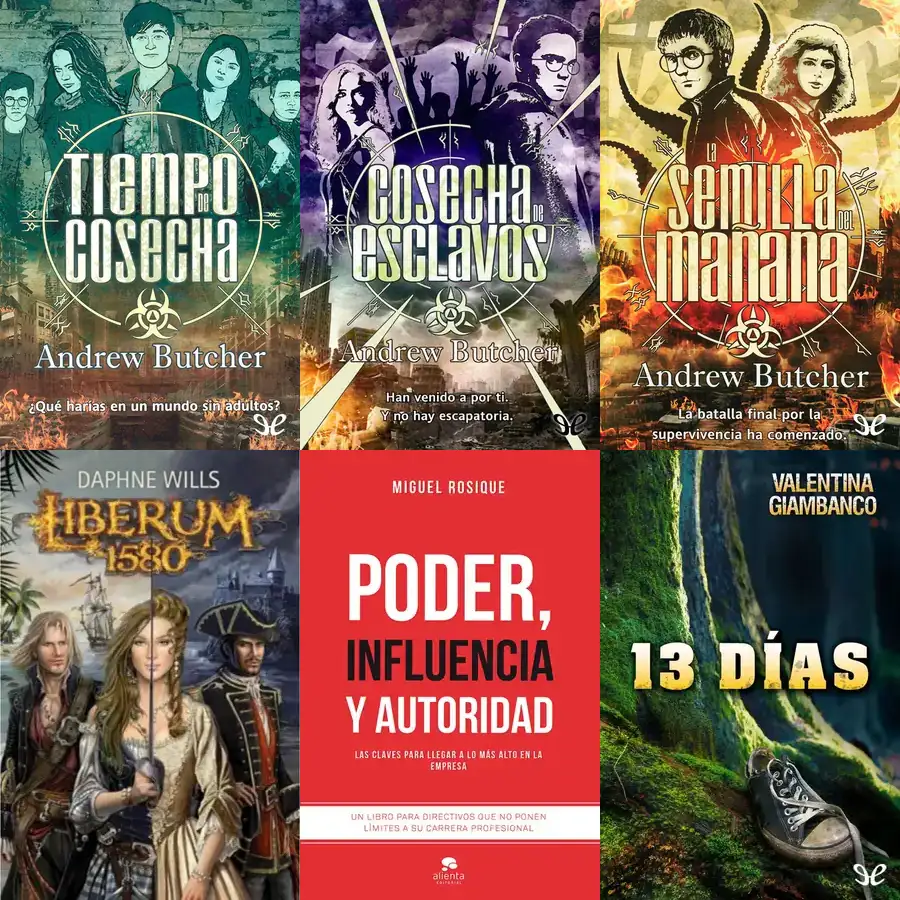 TIEMPO
DE
COSECHA
Andrew Butcher
¿Qué harías en un mundo sin adultos?
COSECHA DE
ESCLAVOS
Andrew Butcher
Han venido a por ti.
Y no hay escapatoria.
LA
SEMILLA DEL
MAÑANA
Andrew Butcher
La batalla final por la
supervivencia ha comenzado.
DAPHNE WILLS
LIBERUM
1580
MIGUEL ROSIQUE
PODER,
INFLUENCIA
Y AUTORIDAD
LAS CLAVES PARA LLEGAR A LO MÁS ALTO EN LA
EMPRESA
UN LIBRO PARA DIRECTIVOS QUE NO PONEN
LÍMITES A SU CARRERA PROFESIONAL
alienta
EDITORIAL
VALENTINA
GIAMBANCO
13 DÍAS